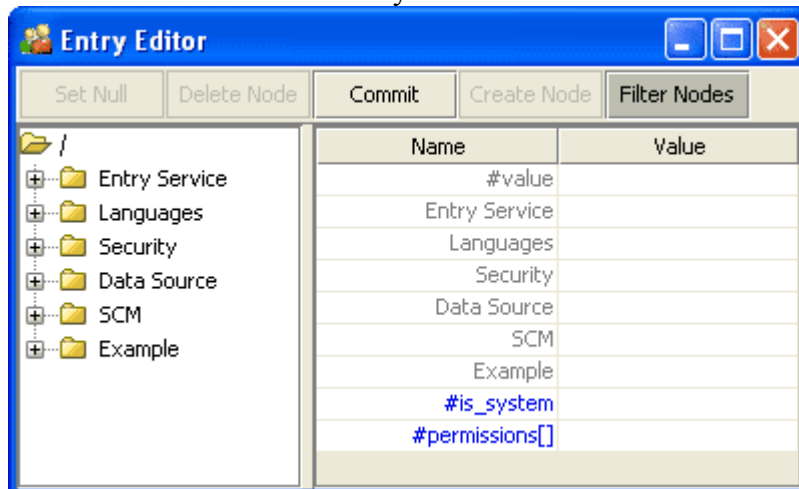 Entry Editor
Set Null Delete Node Commit Create Node Filter Nodes
/
Entry Service
Languages
Security
Data Source
SCM
Example
Name Value
#value
Entry Service
Languages
Security
Data Source
SCM
Example
#is_system
#permissions[]